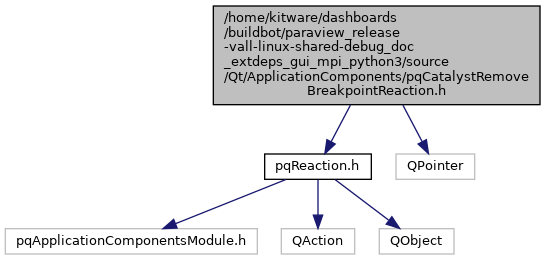 /home/kitware/dashboards
/buildbot/paraview_release
-vall-linux-shared-debug_doc
_extdeps_gui_mpi_python3/source
/Qt/ApplicationComponents/pqCatalystRemove
BreakpointReaction.h
pqReaction.h
QPointer
pqApplicationComponentsModule.h
QAction
QObject